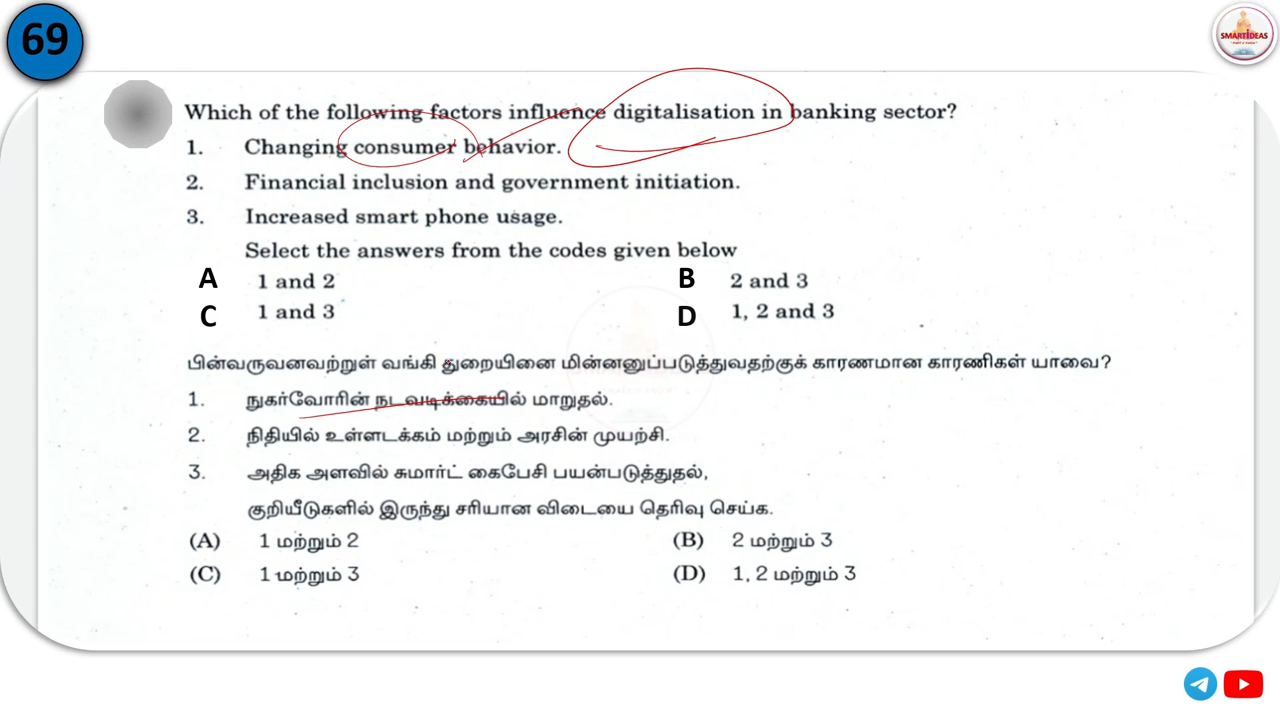 69
SMARTIDEAS
Which of the following factors influence digitalisation in banking sector?
1. Changing consumer behavior.
2. Financial inclusion and government initiation.
3. Increased smart phone usage.
Select the answers from the codes given below
A 1 and 2 B 2 and 3
C 1 and 3 D 1, 2 and 3
பின்வருவனவற்றுள் வங்கி துறையினை மின்னனுப்படுத்துவதற்குக் காரணமான காரணிகள் யாவை?
1. நுகர்வோரின் நடவடிக்கையில் மாறுதல்.
2. நிதியில் உள்ளடக்கம் மற்றும் அரசின் முயற்சி.
3. அதிக அளவில் சுமார்ட் கைபேசி பயன்படுத்துதல்,
குறியீடுகளில் இருந்து சரியான விடையை தெரிவு செய்க.
(A) 1 மற்றும் 2 (B) 2 மற்றும் 3
(C) 1 மற்றும் 3 (D) 1, 2 மற்றும் 3